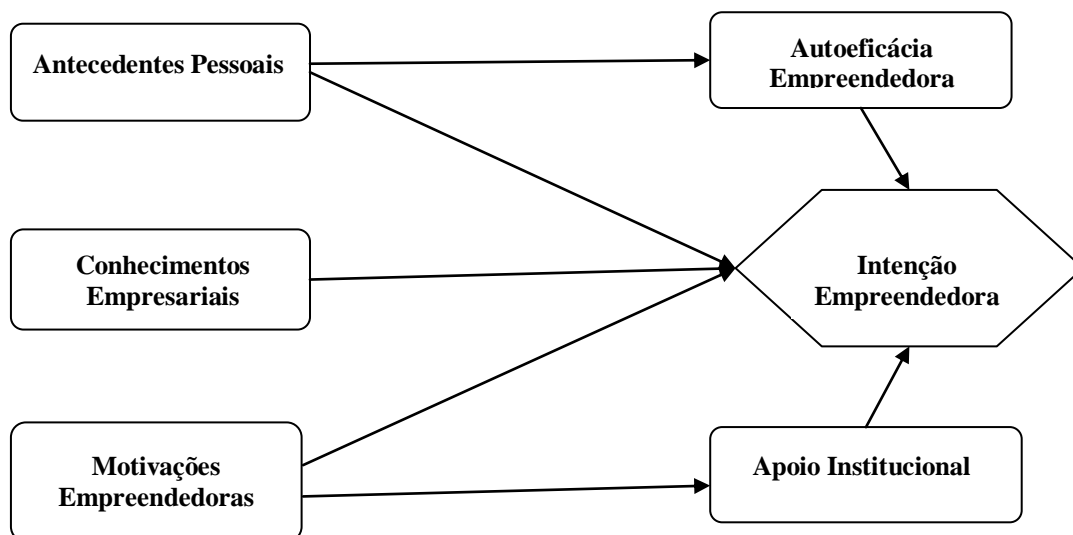 Antecedentes Pessoais
Autoeficácia
Empreendedora
Conhecimentos
Empresariais
Intenção
Empreendedora
Motivações
Empreendedoras
Apoio Institucional